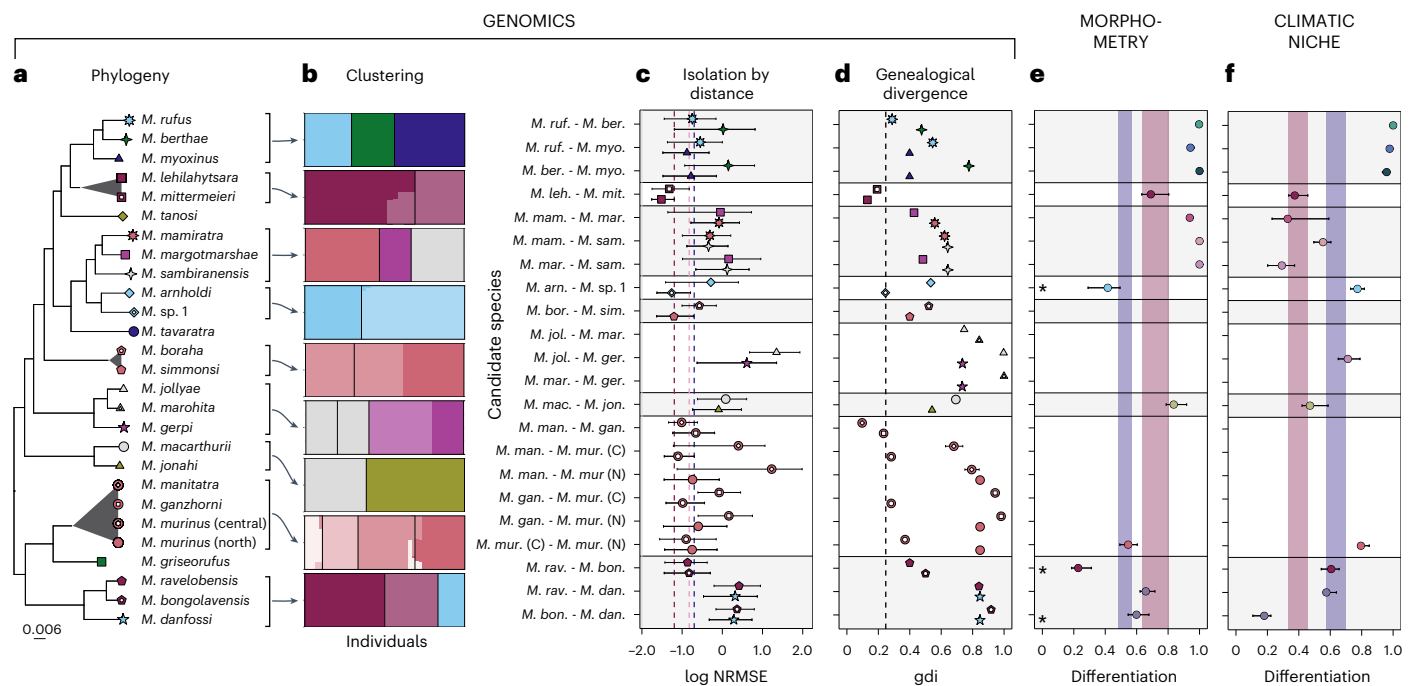 GENOMICS
MORPHO-
METRY
CLIMATIC
NICHE
a
Phylogeny
b
Clustering
c
Isolation by
distance
d
Genealogical
divergence
e
f
M. rufus
M. berthae
M. myoxinus
M. lehilahytsara
M. mittermeieri
M. tanosi
M. mamiratra
M. margotmarshae
M. sambiranensis
M. arnholdi
M. sp. 1
M. tavaratra
M. boraha
M. simmonsi
M. jollyae
M. marohita
M. gerpi
M. macarthurii
M. jonahi
M. manitatra
M. ganzhorni
M. murinus (central)
M. murinus (north)
M. griseorufus
M. ravelobensis
M. bongolavensis
M. danfossi
0.006
Individuals
Candidate species
M. ruf. - M. ber.
M. ruf. - M. myo.
M. ber. - M. myo.
M. leh. - M. mit.
M. mam. - M. mar.
M. mam. - M. sam.
M. mar. - M. sam.
M. arn. - M. sp. 1
M. bor. - M. sim.
M. jol. - M. mar.
M. jol. - M. ger.
M. mar. - M. ger.
M. mac. - M. jon.
M. man. - M. gan.
M. man. - M. mur. (C)
M. man. - M. mur (N)
M. gan. - M. mur. (C)
M. gan. - M. mur. (N)
M. mur. (C) - M. mur. (N)
M. rav. - M. bon.
M. rav. - M. dan.
M. bon. - M. dan.
*
*
*
−2.0 −1.0 0 1.0 2.0
log NRMSE
0 0.2 0.4 0.6 0.8 1.0
gdi
0 0.2 0.4 0.6 0.8 1.0
Differentiation
0 0.2 0.4 0.6 0.8 1.0
Differentiation